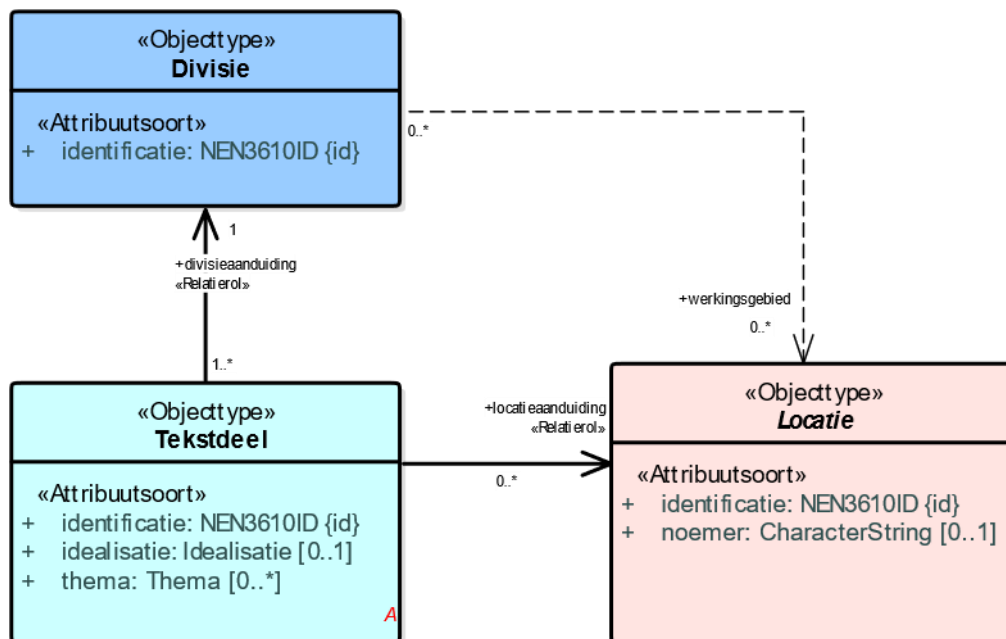 «Objecttype»
Divisie
«Attribuutsoort»
+ identificatie: NEN3610ID {id}
0..*
1
+divisieaanduiding
«Relatierol»
1..*
+werkingsgebied
0..*
«Objecttype»
Tekstdeel
«Attribuutsoort»
+ identificatie: NEN3610ID {id}
+ idealisatie: Idealisatie [0..1]
+ thema: Thema [0..*]
A
+locatieaanduiding
«Relatierol»
0..*
«Objecttype»
Locatie
«Attribuutsoort»
+ identificatie: NEN3610ID {id}
+ noemer: CharacterString [0..1]